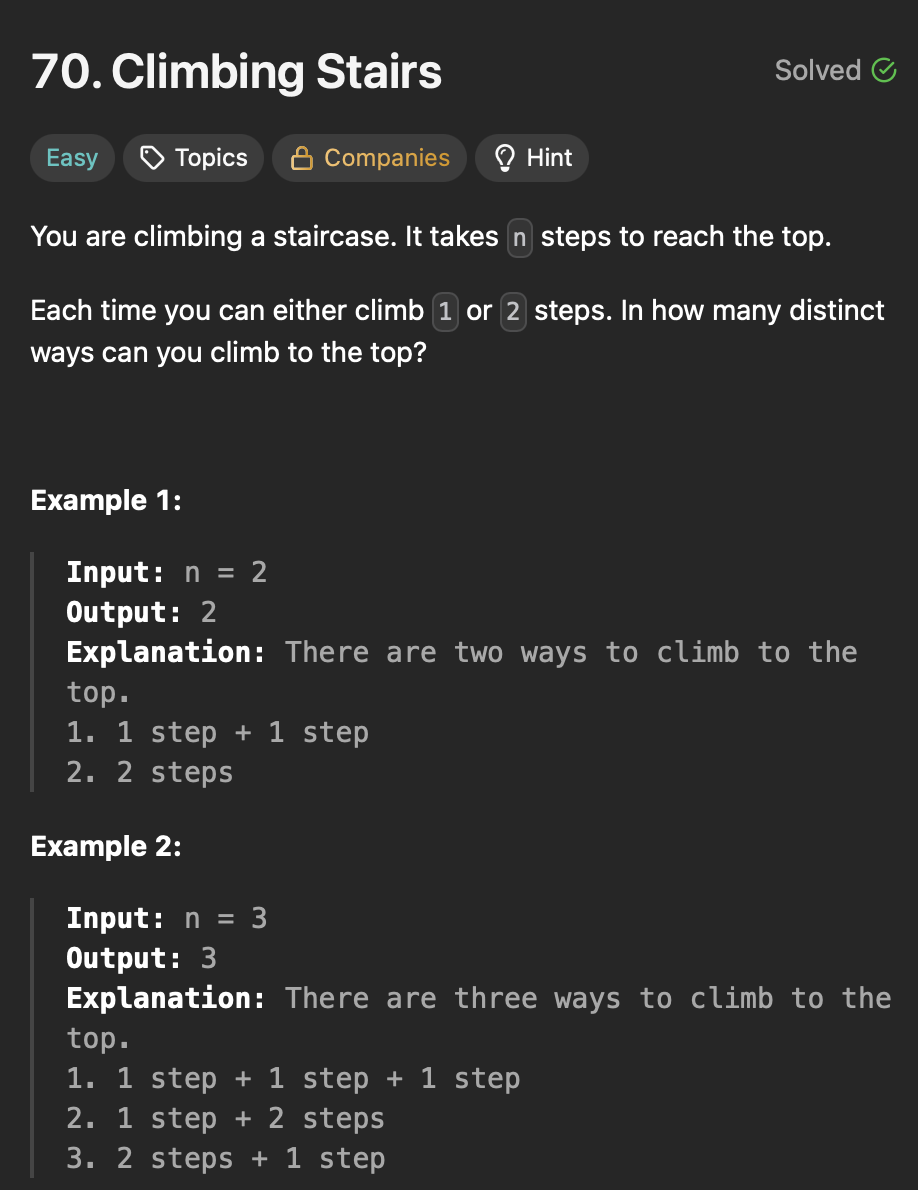 70. Climbing Stairs
Solved
Easy
Topics
Companies
Hint
You are climbing a staircase. It takes n steps to reach the top.
Each time you can either climb 1 or 2 steps. In how many distinct
ways can you climb to the top?
Example 1:
Input: n = 2
Output: 2
Explanation: There are two ways to climb to the
top.
1. 1 step + 1 step
2. 2 steps
Example 2:
Input: n = 3
Output: 3
Explanation: There are three ways to climb to the
top.
1. 1 step + 1 step + 1 step
2. 1 step + 2 steps
3. 2 steps + 1 step